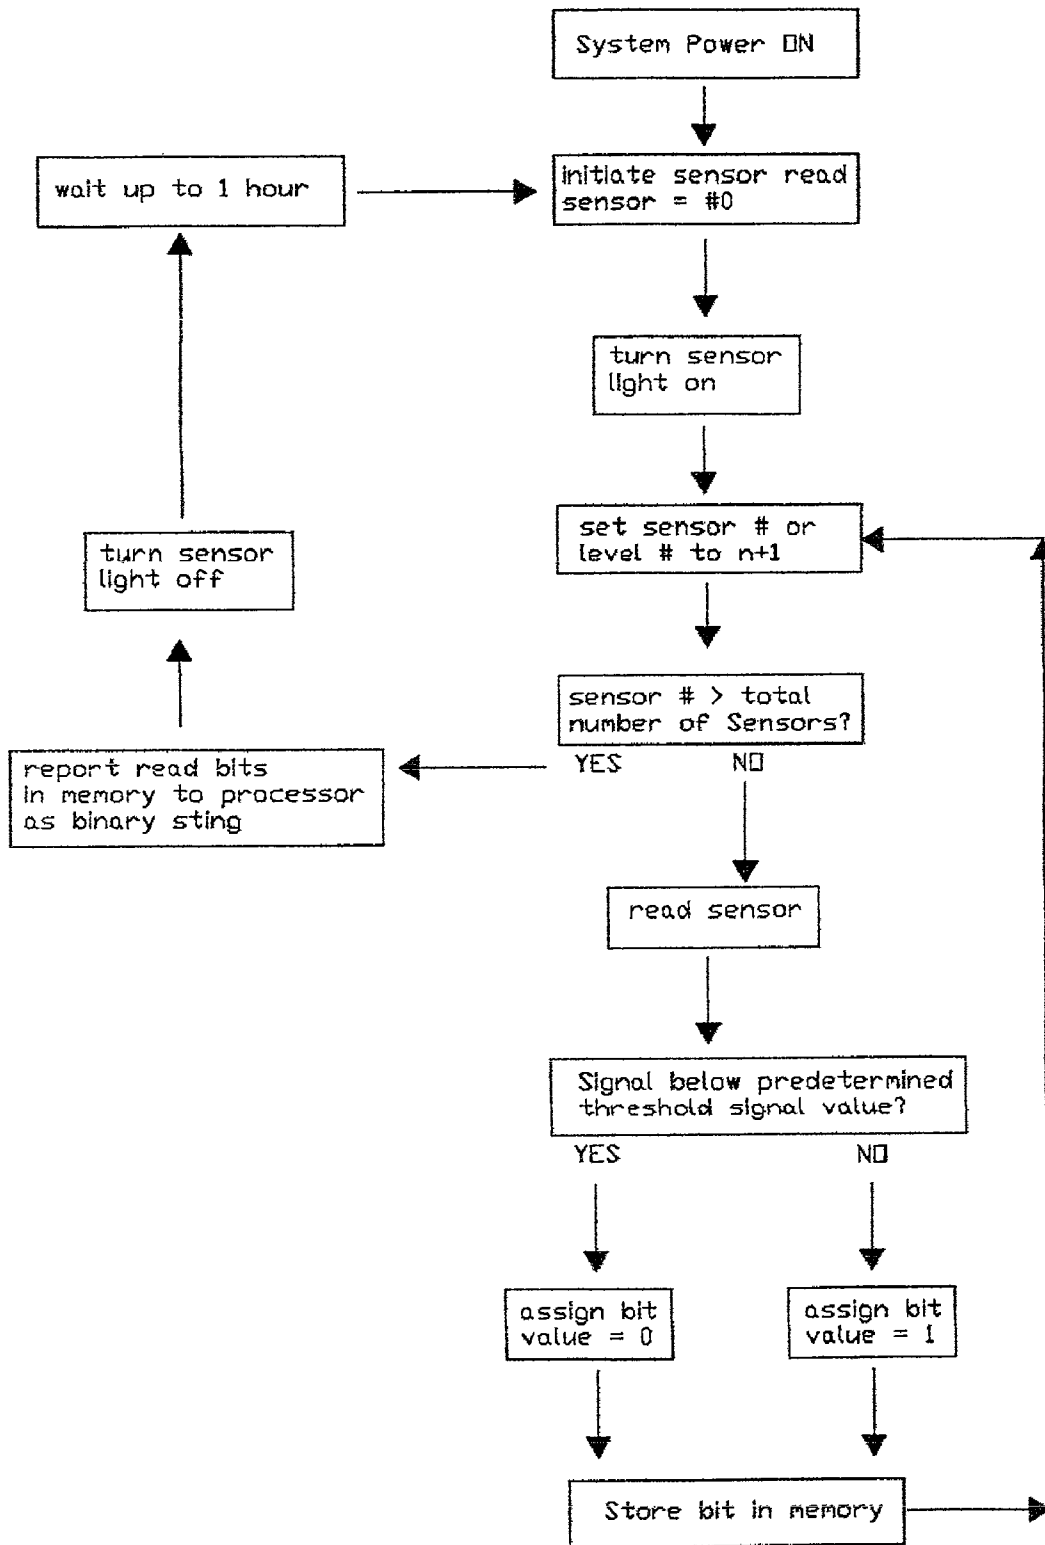 System Power ON
wait up to 1 hour
initiate sensor read
sensor = #0
turn sensor
light on
set sensor # or
level # to n+1
turn sensor
light off
sensor # > total
number of Sensors?
YES NO
report read bits
in memory to processor
as binary sting
read sensor
Signal below predetermined
threshold signal value?
YES NO
assign bit
value = 0
assign bit
value = 1
Store bit in memory